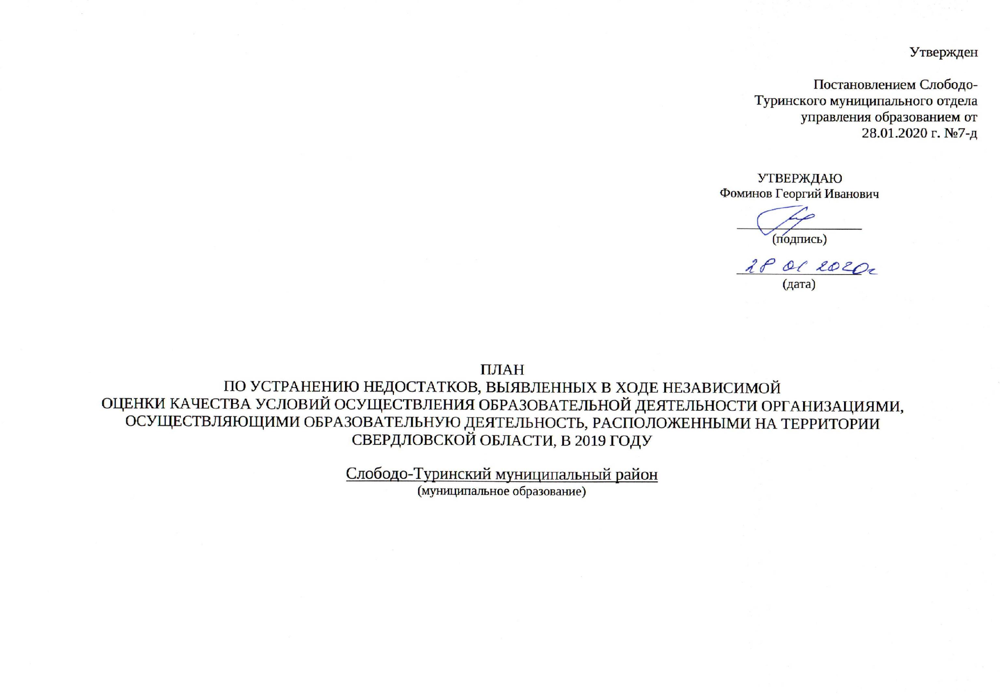 Утвержден
Постановлением Слободо-
Туринского муниципального отдела
управления образованием от
28.01.2020 г. №7-д
УТВЕРЖДАЮ
Фоминов Георгий Иванович
(подпись)
28 01 2020г
(дата)
ПЛАН
ПО УСТРАНЕНИЮ НЕДОСТАТКОВ, ВЫЯВЛЕННЫХ В ХОДЕ НЕЗАВИСИМОЙ
ОЦЕНКИ КАЧЕСТВА УСЛОВИЙ ОСУЩЕСТВЛЕНИЯ ОБРАЗОВАТЕЛЬНОЙ ДЕЯТЕЛЬНОСТИ ОРГАНИЗАЦИЯМИ,
ОСУЩЕСТВЛЯЮЩИМИ ОБРАЗОВАТЕЛЬНУЮ ДЕЯТЕЛЬНОСТЬ, РАСПОЛОЖЕННЫМИ НА ТЕРРИТОРИИ
СВЕРДЛОВСКОЙ ОБЛАСТИ, В 2019 ГОДУ
Слободо-Туринский муниципальный район
(муниципальное образование)